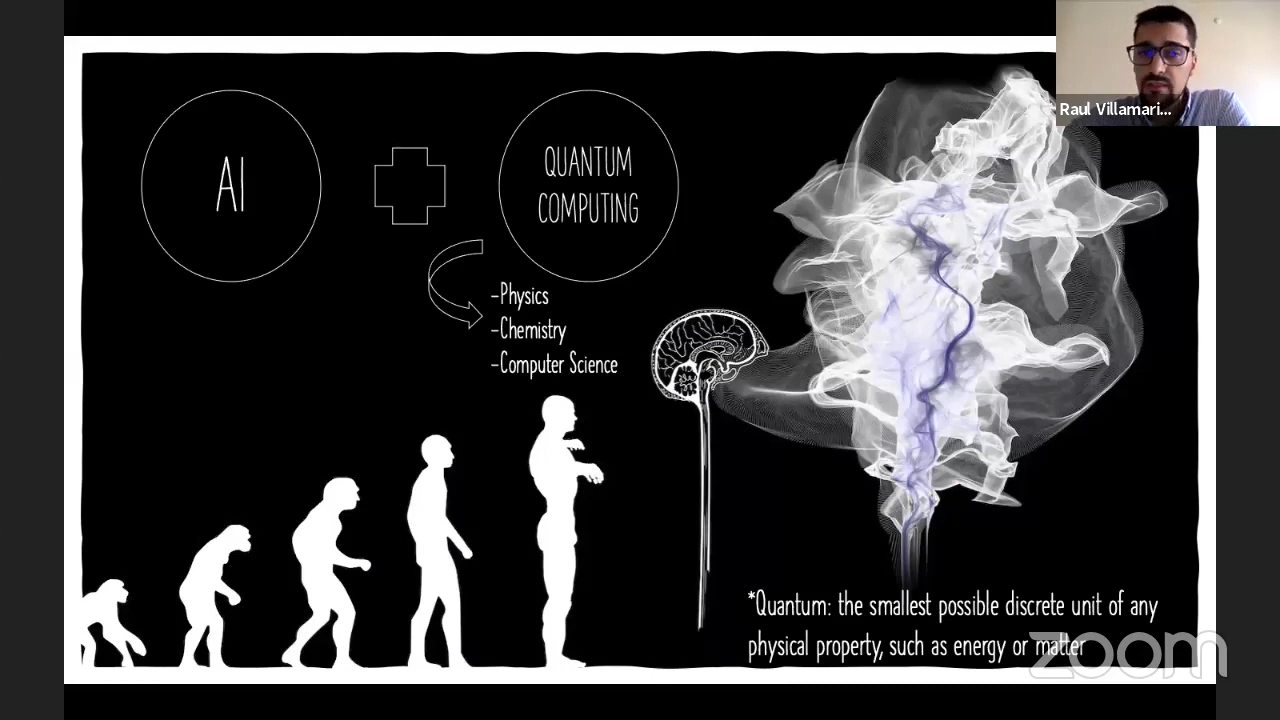 Raul Villamari...
AI
QUANTUM
COMPUTING
-Physics
-Chemistry
-Computer Science
*Quantum: the smallest possible discrete unit of any
physical property, such as energy or matter
zoom